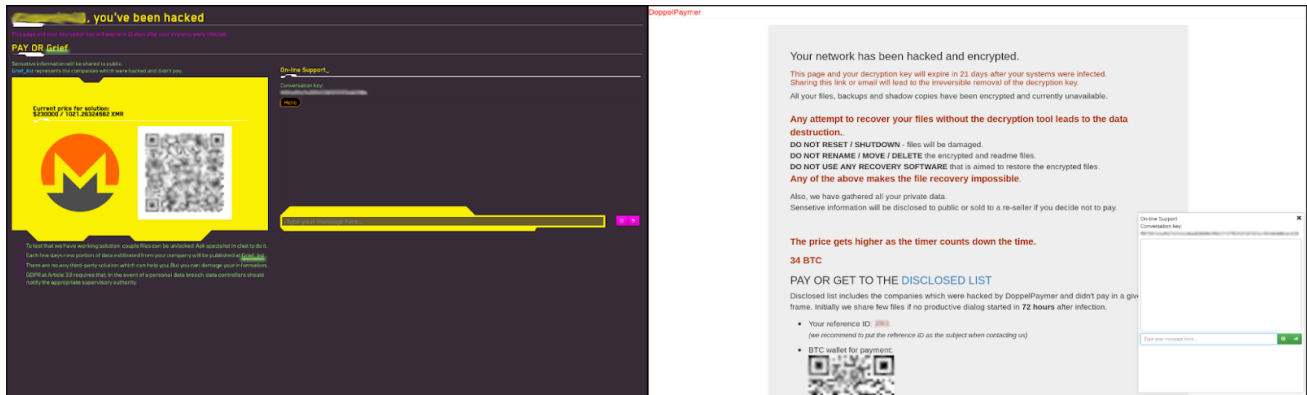 , you've been hacked
This page and your decryption key will expire in 21 days after your systems were infected.
PAY OR Grief
Sensetive information will be shared to public.
Grief_list represents the companies which were hacked and didn't pay.
Current price for solution:
$230000 / 1021.26324982 XMR
On-line Support_
Conversation key:
Here
Type your message here...
To test that we have working solution: couple files can be unlocked. Ask specialist in chat to do it.
Each few days new portion of data exfiltrated from your company will be published at Grief_list.
There are no any third-party solution which can help you. But you can damage your information.
GDPR at Article 33 requires that, in the event of a personal data breach, data controllers should
notify the appropriate supervisory authority.
DoppelPaymer
Your network has been hacked and encrypted.
This page and your decryption key will expire in 21 days after your systems were infected.
Sharing this link or email will lead to the irreversible removal of the decryption key.
All your files, backups and shadow copies have been encrypted and currently unavailable.
Any attempt to recover your files without the decryption tool leads to the data
destruction..
DO NOT RESET / SHUTDOWN - files will be damaged.
DO NOT RENAME / MOVE / DELETE the encrypted and readme files.
DO NOT USE ANY RECOVERY SOFTWARE that is aimed to restore the encrypted files.
Any of the above makes the file recovery impossible.
Also, we have gathered all your private data.
Sensetive information will be disclosed to public or sold to a re-seller if you decide not to pay.
The price gets higher as the timer counts down the time.
34 BTC
PAY OR GET TO THE DISCLOSED LIST
Disclosed list includes the companies which were hacked by DoppelPaymer and didn't pay in a give
frame. Initially we share few files if no productive dialog started in 72 hours after infection.
Your reference ID:
(we recommend to put the reference ID as the subject when contacting us)
BTC wallet for payment:
On-line Support
Conversation key:
Type your message here...